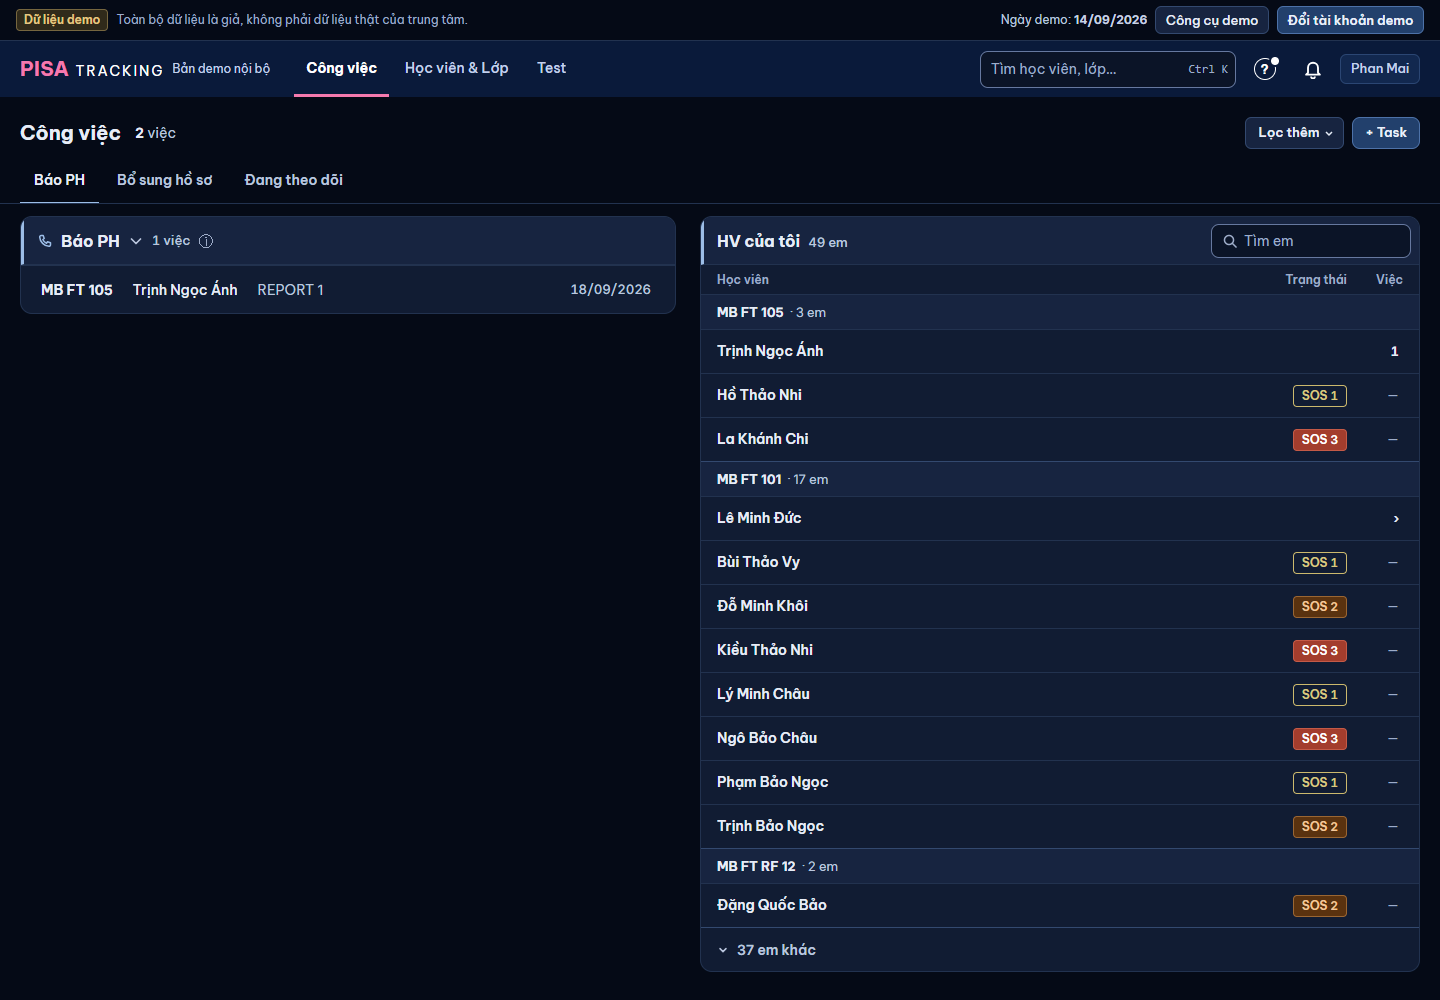 Dữ liệu demo Toàn bộ dữ liệu là giả, không phải dữ liệu thật của trung tâm. Ngày demo: 14/09/2026 Công cụ demo Đổi tài khoản demo
PISA TRACKING Bản demo nội bộ Công việc Học viên & Lớp Test Tìm học viên, lớp... Ctrl K ? Phan Mai
Công việc 2 việc Lọc thêm + Task
Báo PH Bổ sung hồ sơ Đang theo dõi
Báo PH 1 việc
MB FT 105 Trịnh Ngọc Ánh REPORT 1 18/09/2026
HV của tôi 49 em Tìm em
Học viên Trạng thái Việc
MB FT 105 · 3 em
Trịnh Ngọc Ánh 1
Hồ Thảo Nhi SOS 1 —
La Khánh Chi SOS 3 —
MB FT 101 · 17 em
Lê Minh Đức ›
Bùi Thảo Vy SOS 1 —
Đỗ Minh Khôi SOS 2 —
Kiều Thảo Nhi SOS 3 —
Lý Minh Châu SOS 1 —
Ngô Bảo Châu SOS 3 —
Phạm Bảo Ngọc SOS 1 —
Trịnh Bảo Ngọc SOS 2 —
MB FT RF 12 · 2 em
Đặng Quốc Bảo SOS 2 —
37 em khác